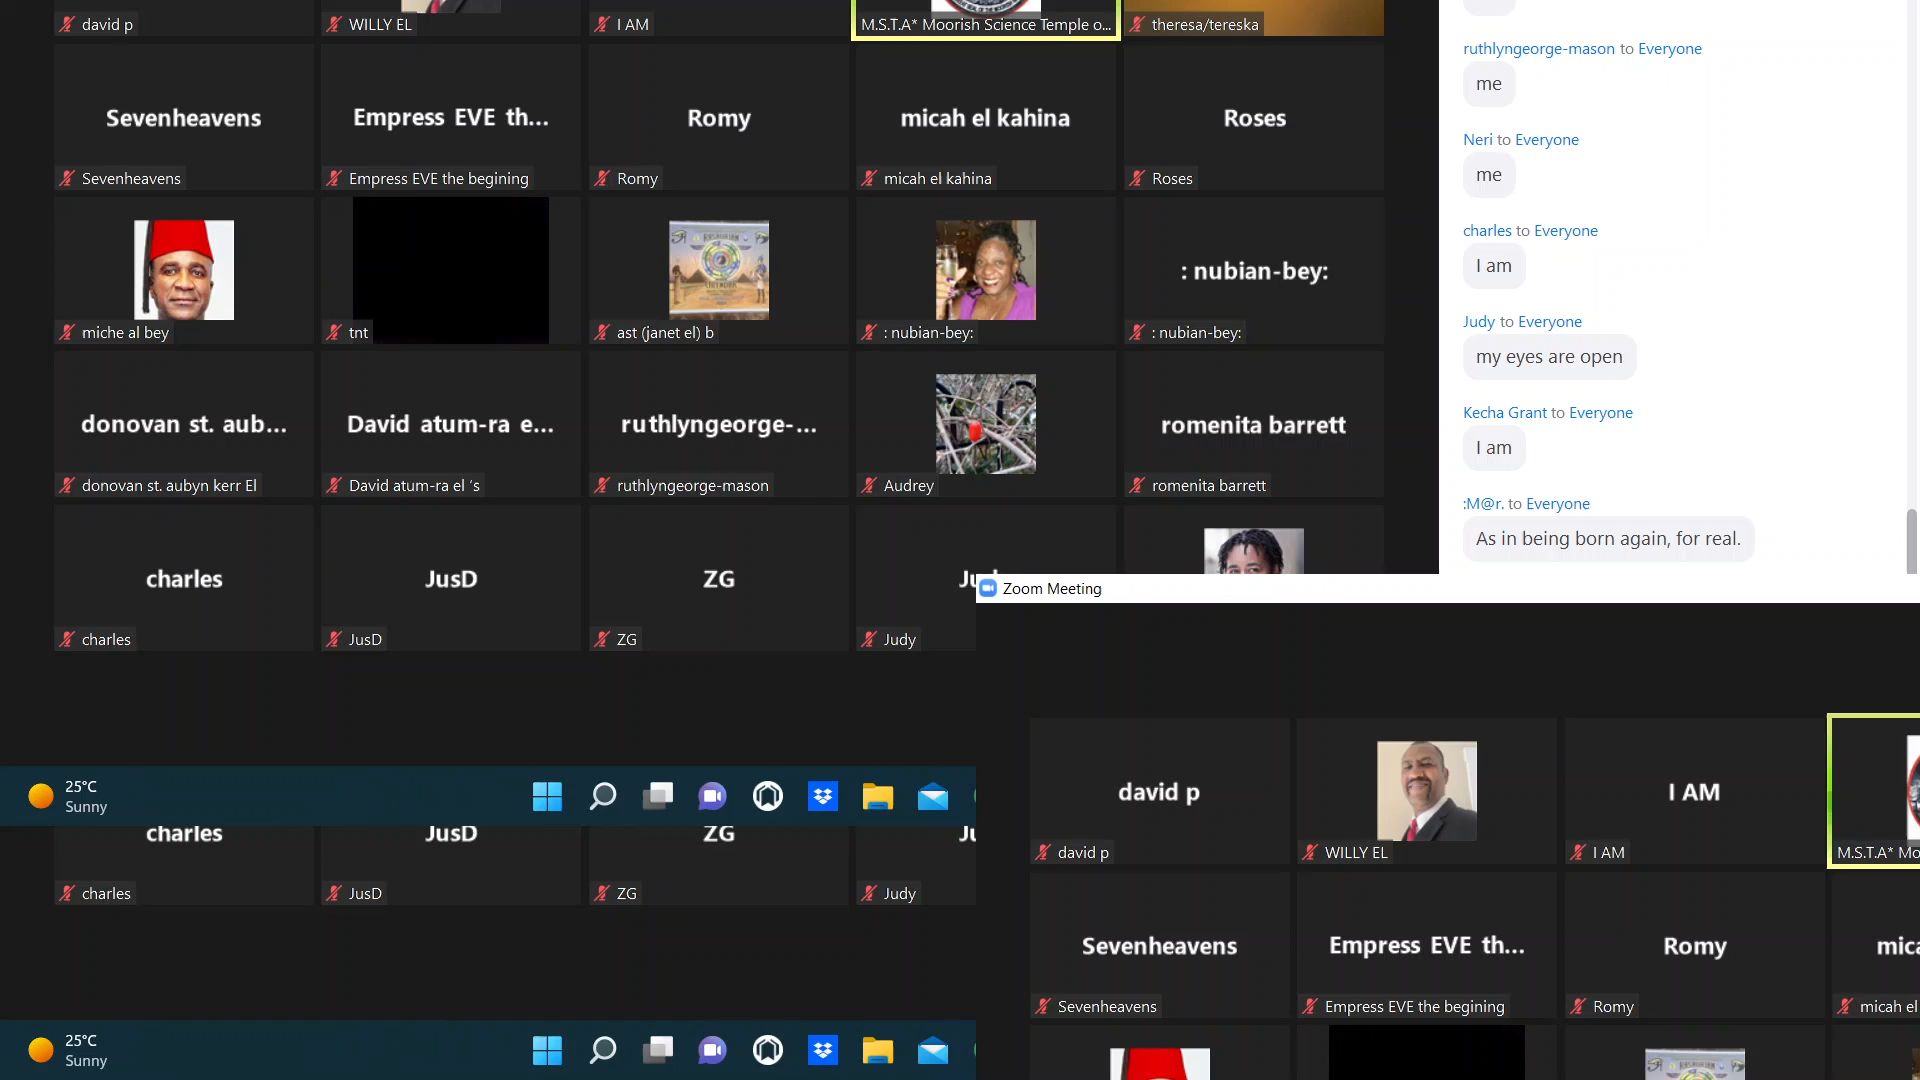 david p
WILLY EL
I AM
M.S.T.A* Moorish Science Temple o...
theresa/tereska
Sevenheavens
Empress EVE th...
Romy
micah el kahina
Roses
Sevenheavens
Empress EVE the begining
Romy
micah el kahina
Roses
: nubian-bey:
miche al bey
tnt
ast (janet el) b
: nubian-bey:
: nubian-bey:
donovan st. aub...
David atum-ra e...
ruthlyngeorge-...
romenita barrett
donovan st. aubyn kerr El
David atum-ra el 's
ruthlyngeorge-mason
Audrey
romenita barrett
charles
JusD
ZG
charles
JusD
ZG
Judy
ruthlyngeorge-mason to Everyone
me
Neri to Everyone
me
charles to Everyone
I am
Judy to Everyone
my eyes are open
Kecha Grant to Everyone
I am
:M@r. to Everyone
As in being born again, for real.
25°C
Sunny
charles
JusD
ZG
charles
JusD
ZG
Judy
25°C
Sunny
Zoom Meeting
david p
I AM
david p
WILLY EL
I AM
M.S.T.A* Mo
Sevenheavens
Empress EVE th...
Romy
mica
Sevenheavens
Empress EVE the begining
Romy
micah el